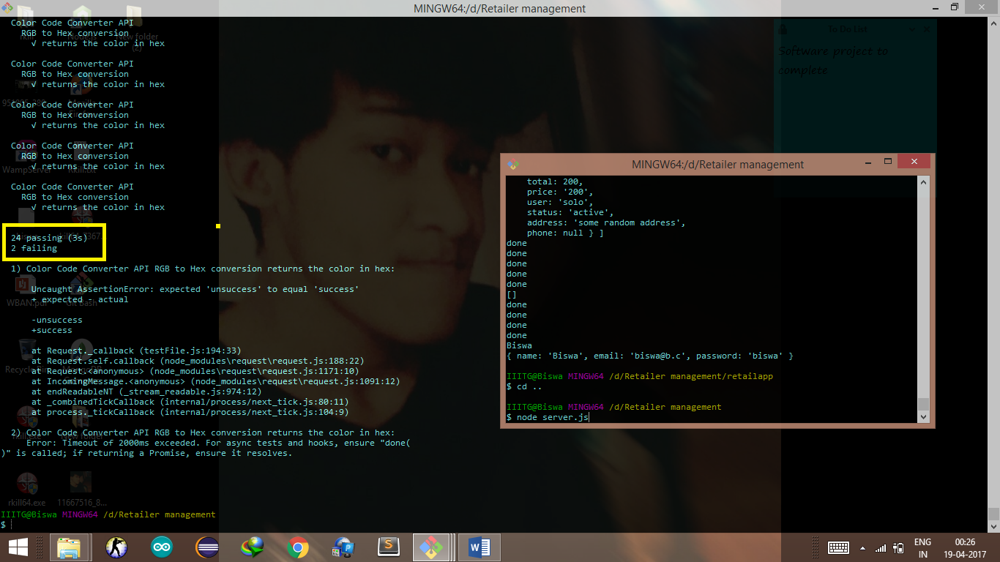 MINGW64:/d/Retailer management
Color Code Converter API
RGB to Hex conversion
√ returns the color in hex
Color Code Converter API
RGB to Hex conversion
√ returns the color in hex
Color Code Converter API
RGB to Hex conversion
√ returns the color in hex
Color Code Converter API
RGB to Hex conversion
√ returns the color in hex
Color Code Converter API
RGB to Hex conversion
√ returns the color in hex
24 passing (3s)
2 failing
1) Color Code Converter API RGB to Hex conversion returns the color in hex:
Uncaught AssertionError: expected 'unsuccess' to equal 'success'
+ expected - actual
-unsuccess
+success
at Request._callback (testFile.js:194:33)
at Request.self.callback (node_modules\request\request.js:188:22)
at Request.<anonymous> (node_modules\request\request.js:1171:10)
at IncomingMessage.<anonymous> (node_modules\request\request.js:1091:12)
at endReadableNT (_stream_readable.js:974:12)
at _combinedTickCallback (internal/process/next_tick.js:80:11)
at process._tickCallback (internal/process/next_tick.js:104:9)
2) Color Code Converter API RGB to Hex conversion returns the color in hex:
Error: Timeout of 2000ms exceeded. For async tests and hooks, ensure "done(
)" is called; if returning a Promise, ensure it resolves.
IIITG@Biswa MINGW64 /d/Retailer management
$
To Do List
Software project to
complete
MINGW64:/d/Retailer management
total: 200,
price: '200',
user: 'solo',
status: 'active',
address: 'some random address',
phone: null } ]
done
done
done
done
done
[]
done
done
done
done
Biswa
{ name: 'Biswa', email: 'biswa@b.c', password: 'biswa' }
IIITG@Biswa MINGW64 /d/Retailer management/retailapp
$ cd ..
IIITG@Biswa MINGW64 /d/Retailer management
$ node server.js
New folder
(2)
WampServer
Rkill.txt
WBAN.pdf
Git Bash
rkill64.exe
11667516_8...
ENG
IN
00:26
19-04-2017